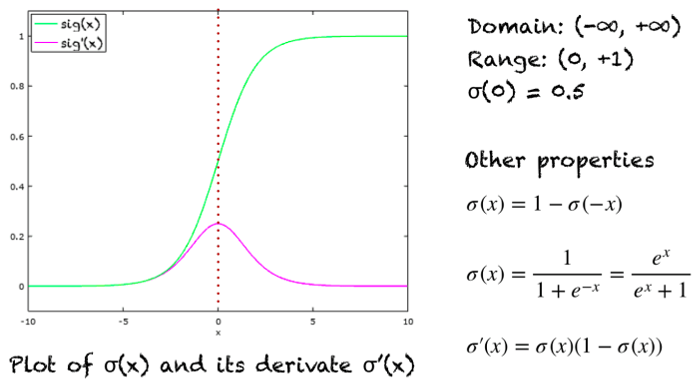 sig(x)
sig'(x)
1
0.8
0.6
0.4
0.2
0
-10
-5
0
5
10
x
Plot of σ(x) and its derivate σ'(x)
Domain: (-∞, +∞)
Range: (0, +1)
σ(0) = 0.5
Other properties
σ(x) = 1 − σ(−x)
σ(x) = 1 / (1 + e^−x) = e^x / (e^x + 1)
σ′(x) = σ(x)(1 − σ(x))